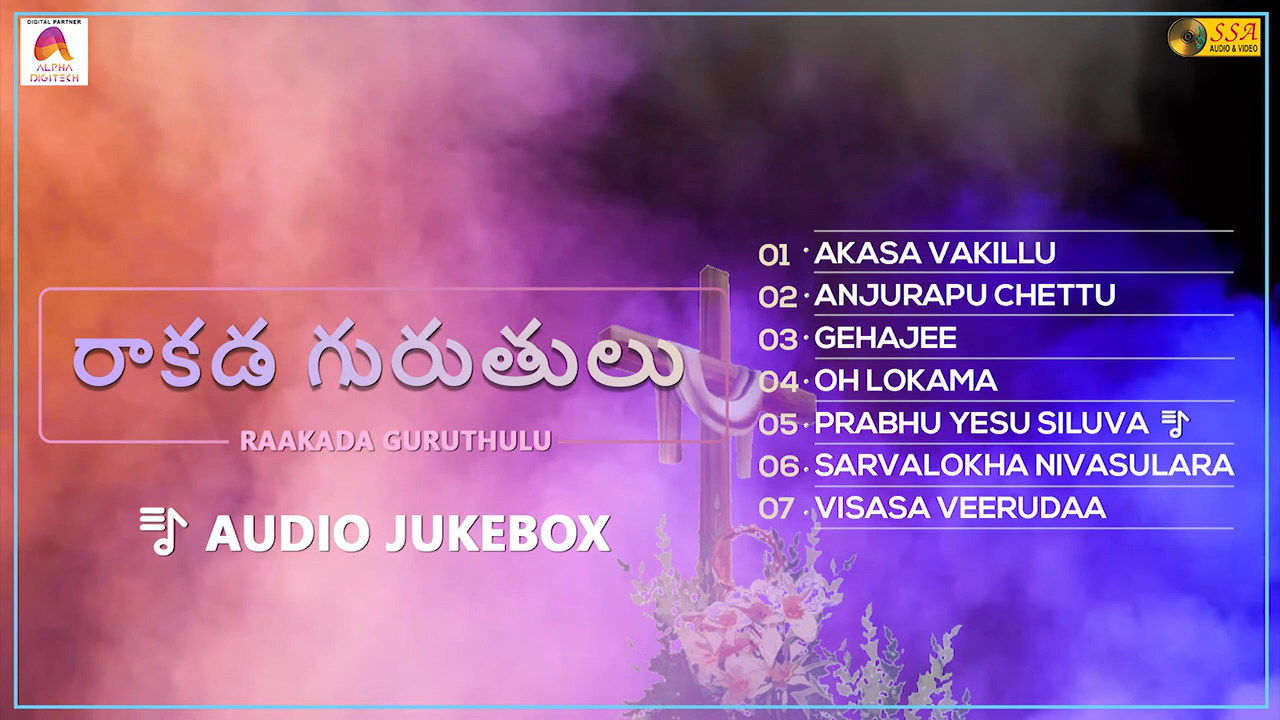 DIGITAL PARTNER
ALPHA
DIGITECH
SSA
AUDIO & VIDEO
రాకడ గురుతులు
RAAKADA GURUTHULU
AUDIO JUKEBOX
01 • AKASA VAKILLU
02 • ANJURAPU CHETTU
03 • GEHAJEE
04 • OH LOKAMA
05 • PRABHU YESU SILUVA
06 • SARVALOKHA NIVASULARA
07 • VISASA VEERUDAA